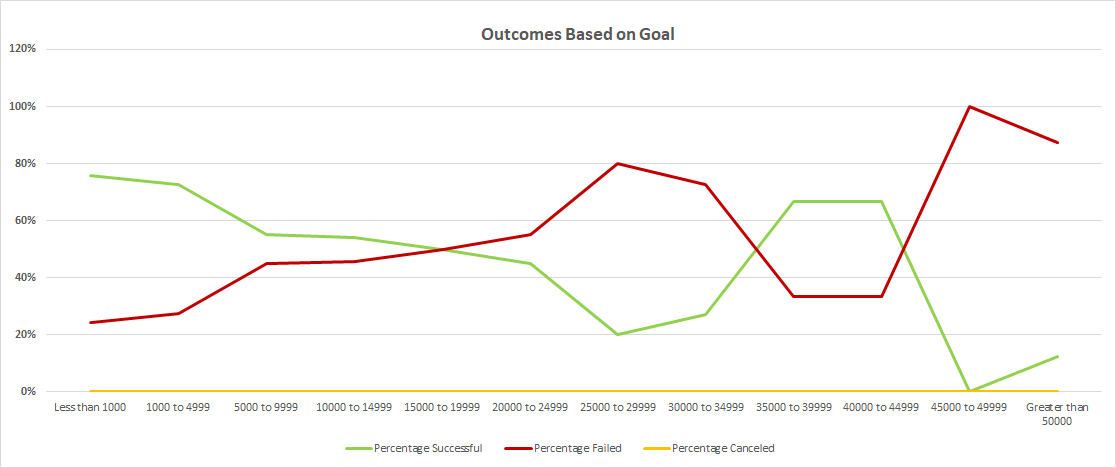 Outcomes Based on Goal
120%
100%
80%
60%
40%
20%
0%
Less than 1000 1000 to 4999 5000 to 9999 10000 to 14999 15000 to 19999 20000 to 24999 25000 to 29999 30000 to 34999 35000 to 39999 40000 to 44999 45000 to 49999 Greater than
50000
Percentage Successful Percentage Failed Percentage Canceled